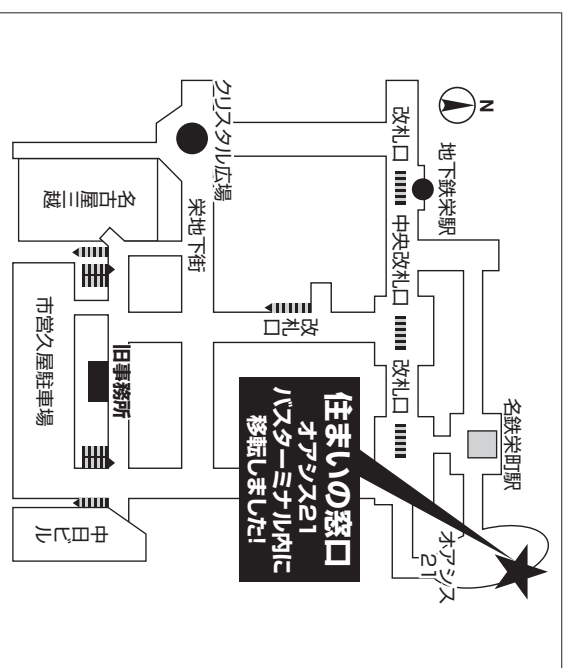 N
地下鉄栄駅
改札口
中央改札口
改札口
名鉄栄町駅
オアシス
21
クリスタル広場
栄地下街
改札
口
住まいの窓口
オアシス21
バスターミナル内に
移転しました!
名古屋三越
旧事務所
市営久屋駐車場
中日ビル